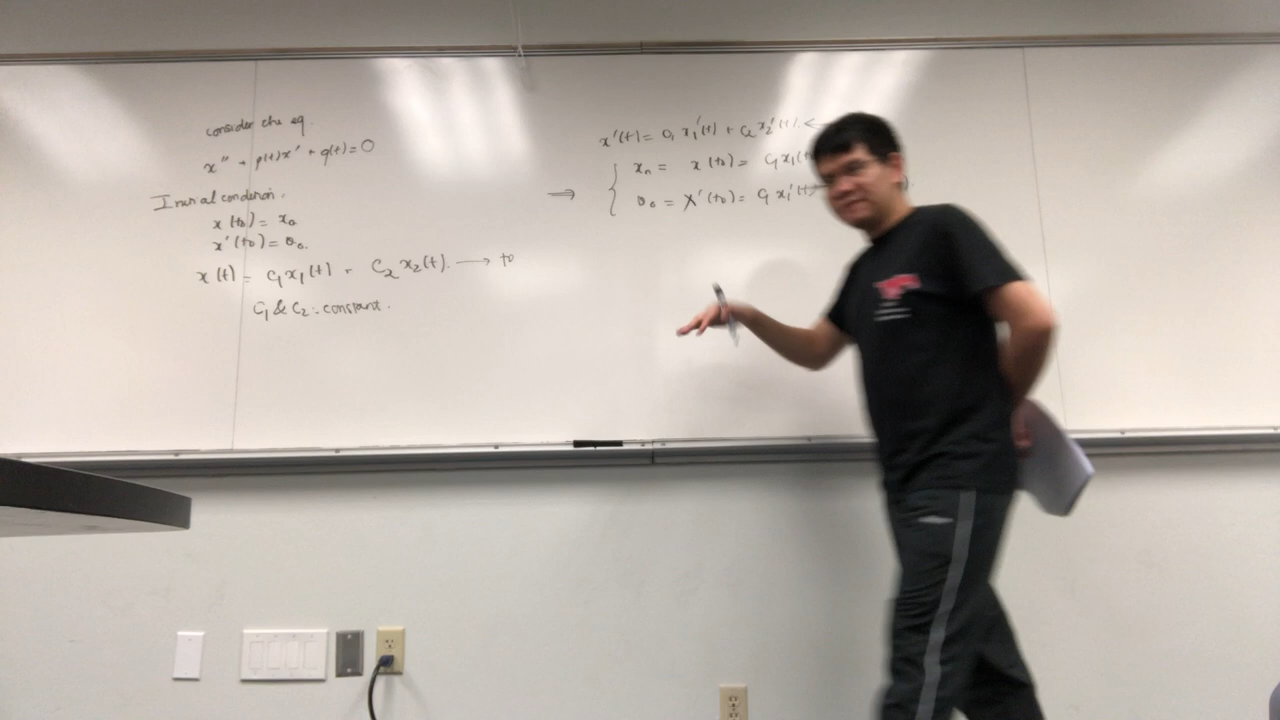 consider the eq.
x'' + p(t)x' + q(t)=0
Initial condition.
x(t0) = x0
x'(t0) = v0.
x(t) = C1 x1(t) + C2 x2(t). → t0
C1 & C2 : constant.
x'(t) = C1 x1'(t) + C2 x2'(t). ←
⇒ { x0 = x(t0) = C1 x1(t
v0 = x'(t0) = C1 x1'(t